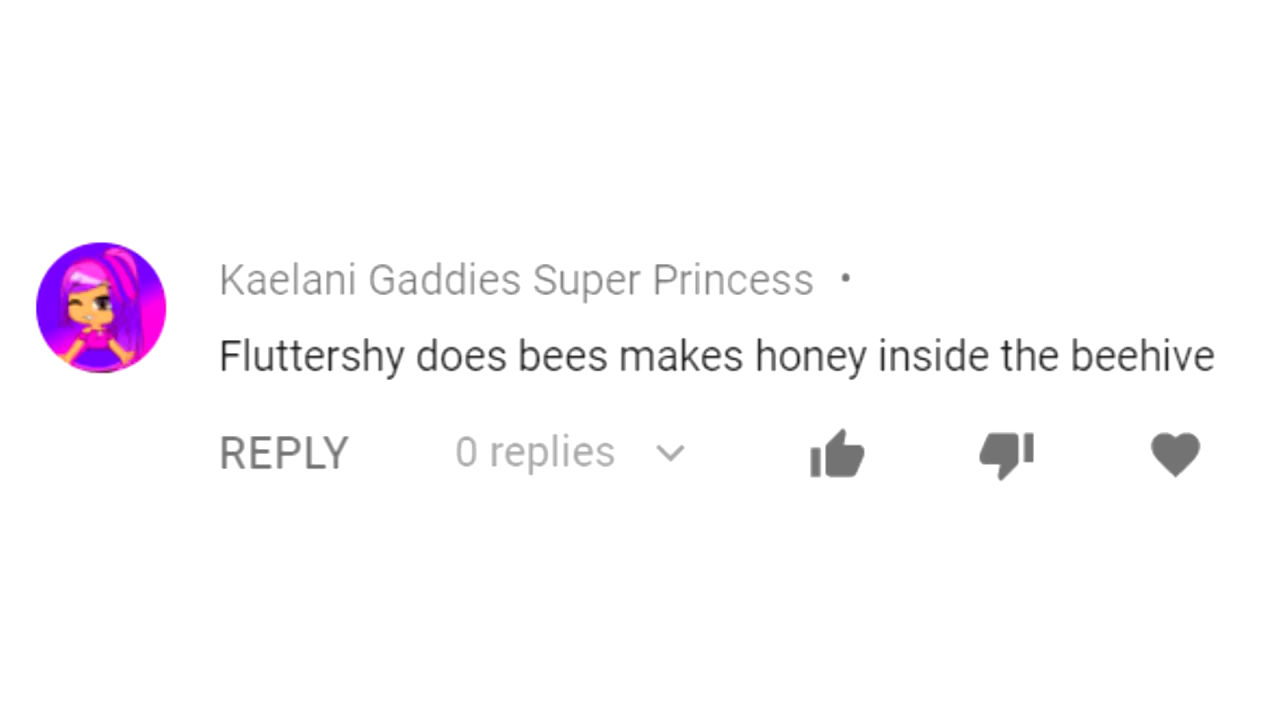 Kaelani Gaddies Super Princess •
Fluttershy does bees makes honey inside the beehive
REPLY 0 replies